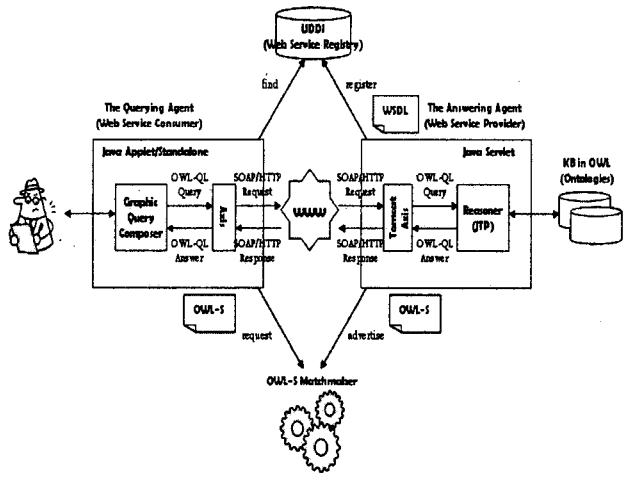 UDDI
(Web Service Registry)
find
register
WSDL
The Querying Agent
(Web Service Consumer)
The Answering Agent
(Web Service Provider)
Java Applet/Standalone
Java Servlet
KB in OWL
(Ontologies)
OWL-QL
Query
SOAP/HTTP
Request
SOAP/HTTP
Request
OWL-QL
Query
Graphic
Query
Composer
Axis
WWW
Tomcat
Axis
Reasoner
(JTP)
OWL-QL
Answer
SOAP/HTTP
Response
SOAP/HTTP
Response
OWL-QL
Answer
OWL-S
request
advertise
OWL-S
OWL-S Matchmaker